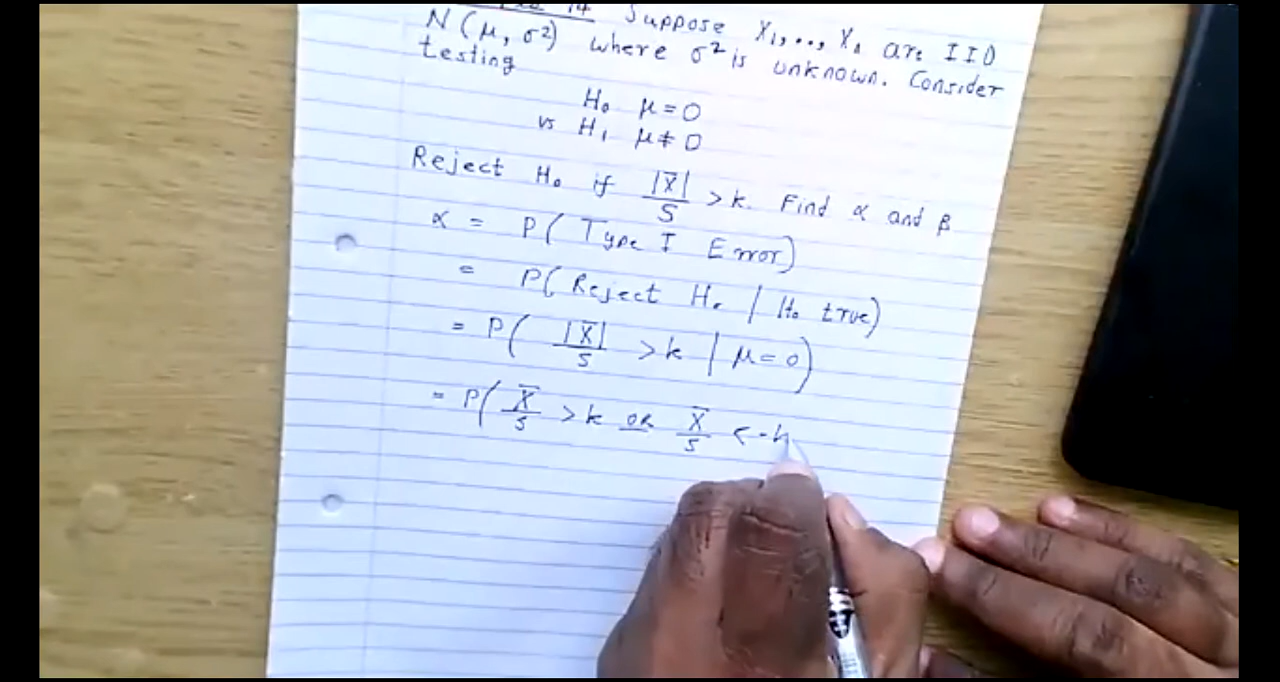 14 Suppose X₁,.., Xₙ are IID
N(μ, σ²) where σ² is unknown. Consider
testing
H₀ μ = 0
vs H₁ μ ≠ 0
Reject H₀ if |X̄|/S > k. Find α and β
α = P( Type I Error)
= P( Reject H₀ | H₀ true)
= P( |X̄|/S > k | μ = 0)
= P( X̄/S > k OR X̄/S < -k